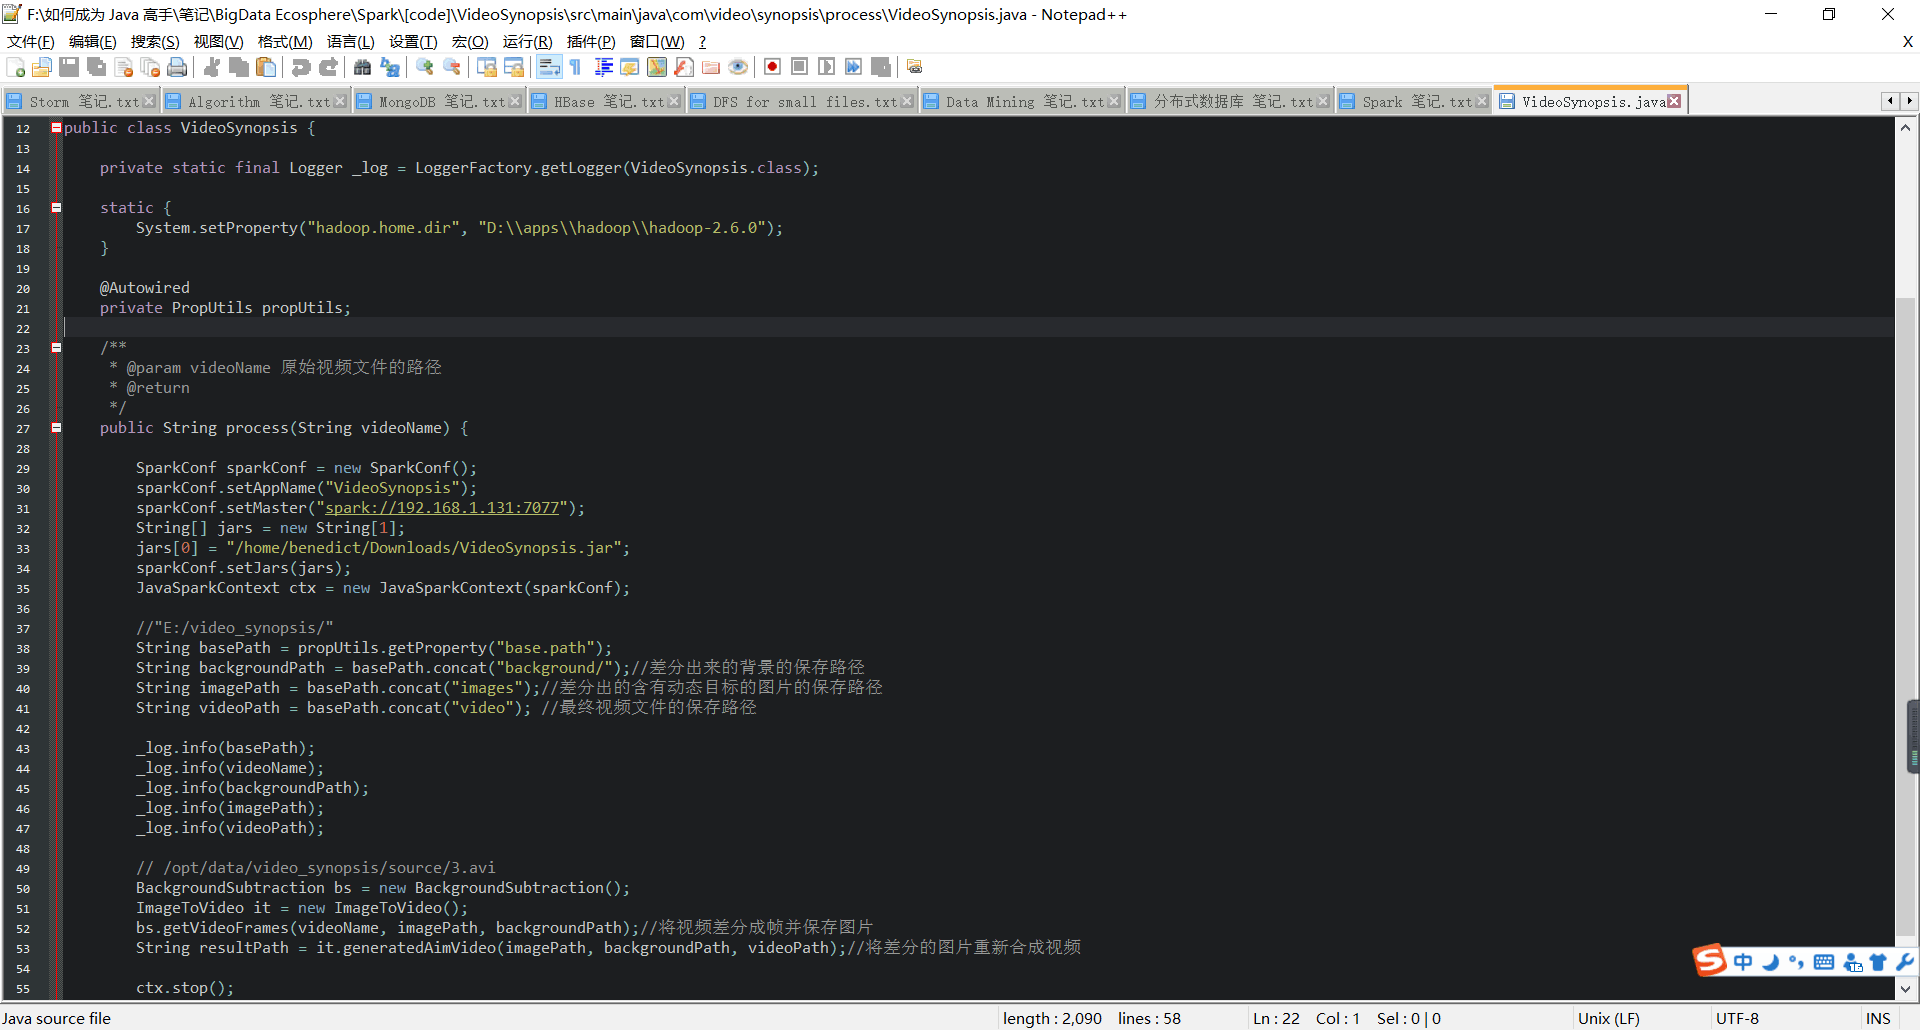 F:\如何成为 Java 高手\笔记\BigData Ecosphere\Spark\[code]\VideoSynopsis\src\main\java\com\video\synopsis\process\VideoSynopsis.java - Notepad++
文件(F) 编辑(E) 搜索(S) 视图(V) 格式(M) 语言(L) 设置(T) 宏(O) 运行(R) 插件(P) 窗口(W) ? X
Storm 笔记.txt Algorithm 笔记.txt MongoDB 笔记.txt HBase 笔记.txt DFS for small files.txt Data Mining 笔记.txt 分布式数据库 笔记.txt Spark 笔记.txt VideoSynopsis.java
12 public class VideoSynopsis {
13
14     private static final Logger _log = LoggerFactory.getLogger(VideoSynopsis.class);
15
16     static {
17         System.setProperty("hadoop.home.dir", "D:\\apps\\hadoop\\hadoop-2.6.0");
18     }
19
20     @Autowired
21     private PropUtils propUtils;
22
23     /**
24      * @param videoName 原始视频文件的路径
25      * @return
26      */
27     public String process(String videoName) {
28
29         SparkConf sparkConf = new SparkConf();
30         sparkConf.setAppName("VideoSynopsis");
31         sparkConf.setMaster("spark://192.168.1.131:7077");
32         String[] jars = new String[1];
33         jars[0] = "/home/benedict/Downloads/VideoSynopsis.jar";
34         sparkConf.setJars(jars);
35         JavaSparkContext ctx = new JavaSparkContext(sparkConf);
36
37         //"E:/video_synopsis/"
38         String basePath = propUtils.getProperty("base.path");
39         String backgroundPath = basePath.concat("background/");//差分出来的背景的保存路径
40         String imagePath = basePath.concat("images");//差分出的含有动态目标的图片的保存路径
41         String videoPath = basePath.concat("video"); //最终视频文件的保存路径
42
43         _log.info(basePath);
44         _log.info(videoName);
45         _log.info(backgroundPath);
46         _log.info(imagePath);
47         _log.info(videoPath);
48
49         // /opt/data/video_synopsis/source/3.avi
50         BackgroundSubtraction bs = new BackgroundSubtraction();
51         ImageToVideo it = new ImageToVideo();
52         bs.getVideoFrames(videoName, imagePath, backgroundPath);//将视频差分成帧并保存图片
53         String resultPath = it.generatedAimVideo(imagePath, backgroundPath, videoPath);//将差分的图片重新合成视频
54
55         ctx.stop();
中
Java source file length : 2,090 lines : 58 Ln : 22 Col : 1 Sel : 0 | 0 Unix (LF) UTF-8 INS